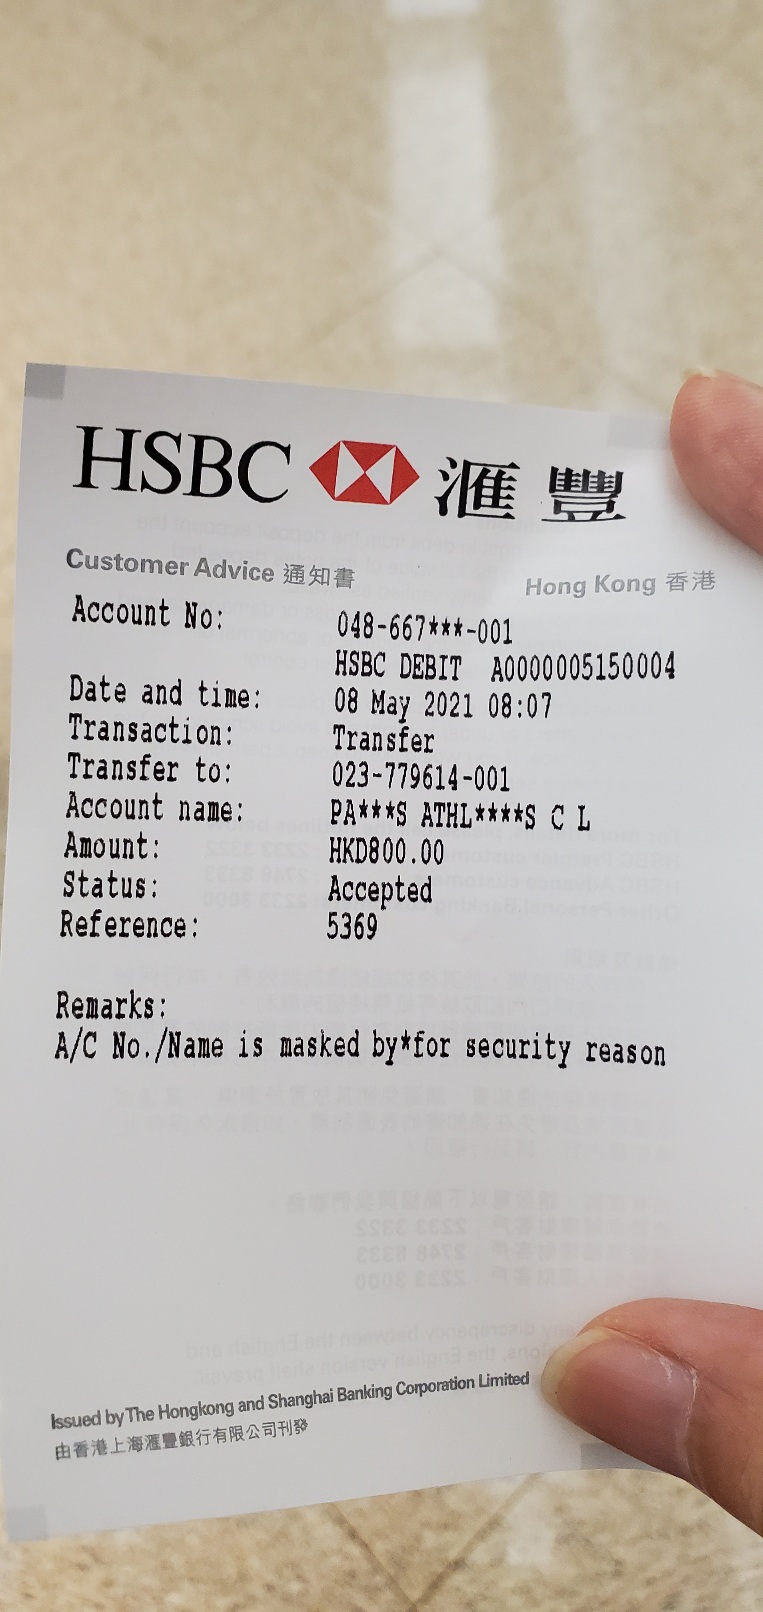 HSBC 滙豐
Customer Advice 通知書 Hong Kong 香港
Account No: 048-667***-001
HSBC DEBIT A0000005150004
Date and time: 08 May 2021 08:07
Transaction: Transfer
Transfer to: 023-779614-001
Account name: PA***S ATHL****S C L
Amount: HKD800.00
Status: Accepted
Reference: 5369
Remarks:
A/C No./Name is masked by*for security reason
Issued by The Hongkong and Shanghai Banking Corporation Limited
由香港上海滙豐銀行有限公司刊發